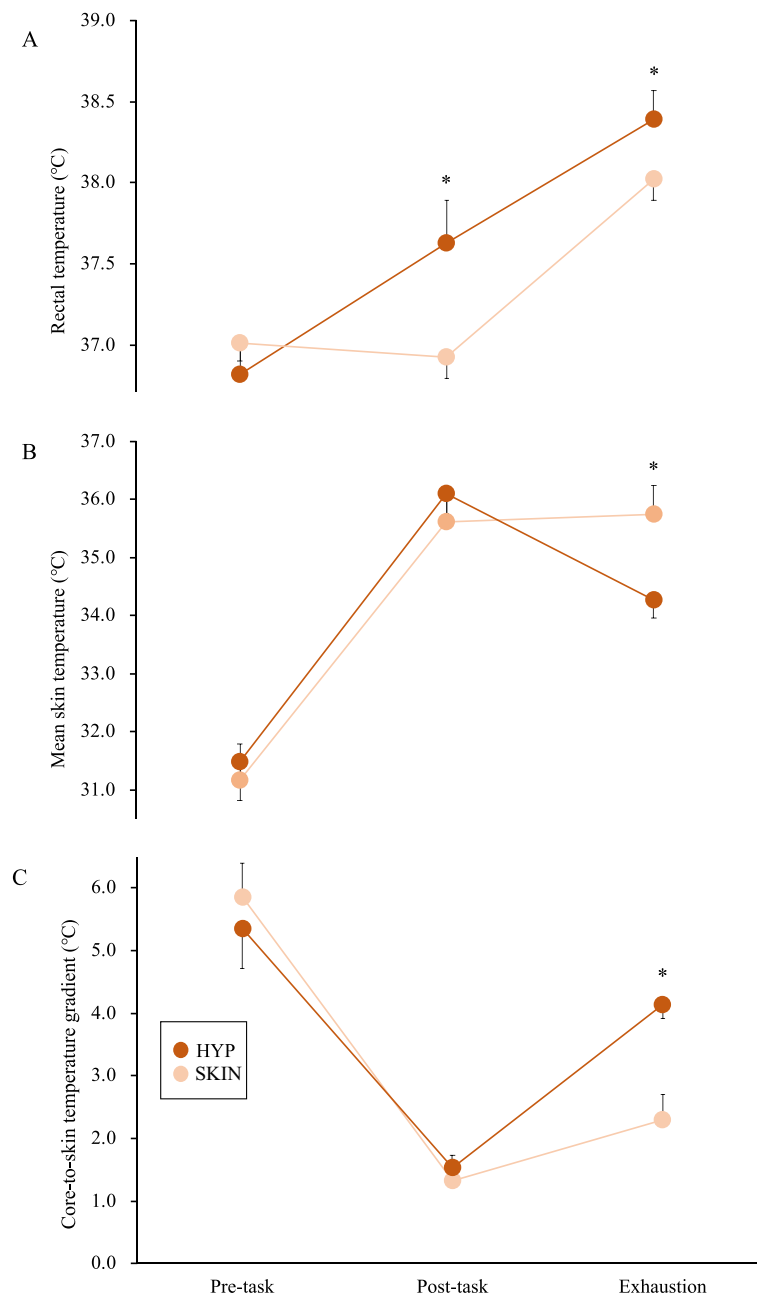 A
Rectal temperature (°C)
39.0
38.5
38.0
37.5
37.0
*
*
B
Mean skin temperature (°C)
37.0
36.0
35.0
34.0
33.0
32.0
31.0
*
C
Core-to-skin temperature gradient (°C)
6.0
5.0
4.0
3.0
2.0
1.0
0.0
*
HYP
SKIN
Pre-task
Post-task
Exhaustion